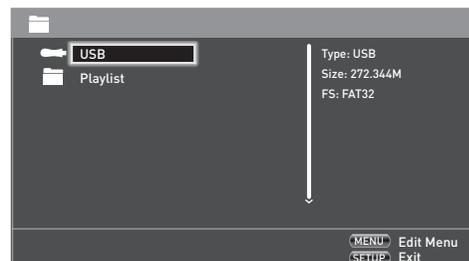 USB
Playlist
Type: USB
Size: 272.344M
FS: FAT32
MENU Edit Menu
SETUP Exit